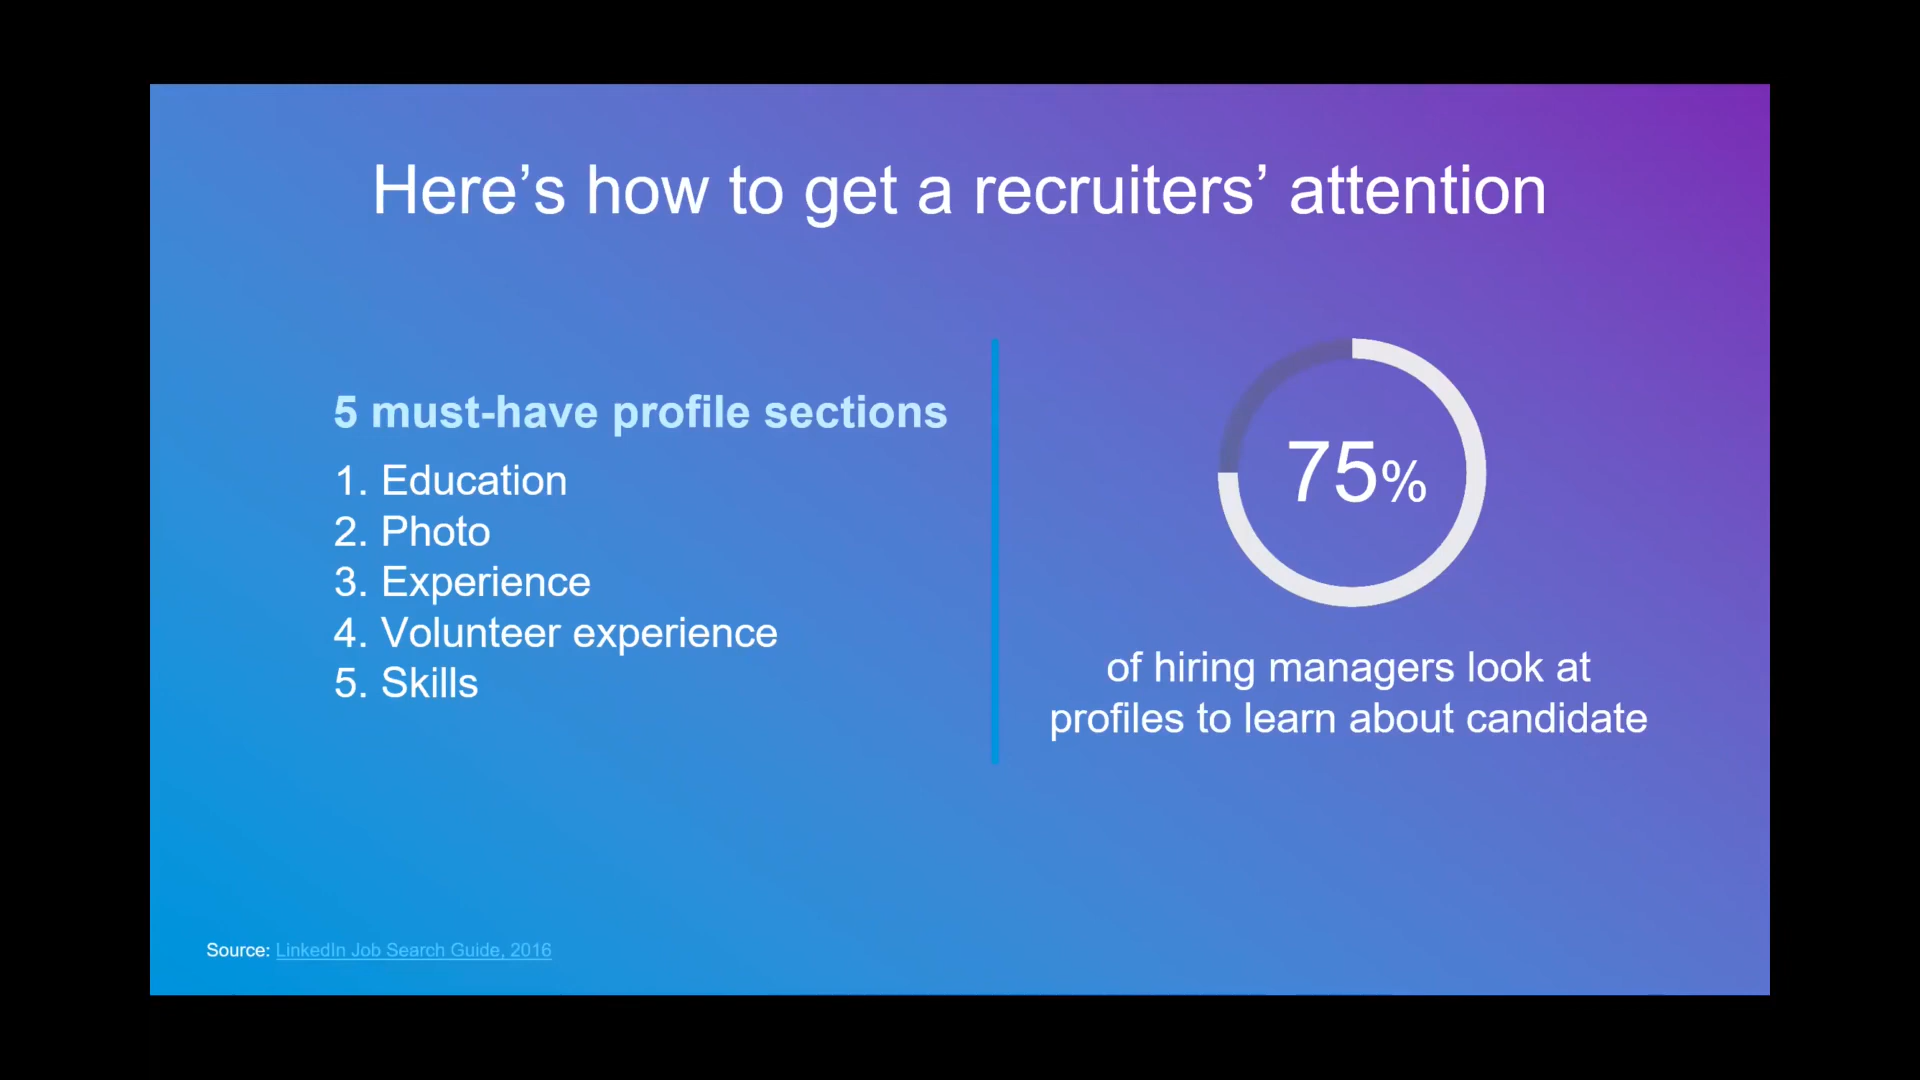 Here’s how to get a recruiters’ attention
5 must-have profile sections
1. Education
2. Photo
3. Experience
4. Volunteer experience
5. Skills
75%
of hiring managers look at
profiles to learn about candidate
Source: LinkedIn Job Search Guide, 2016